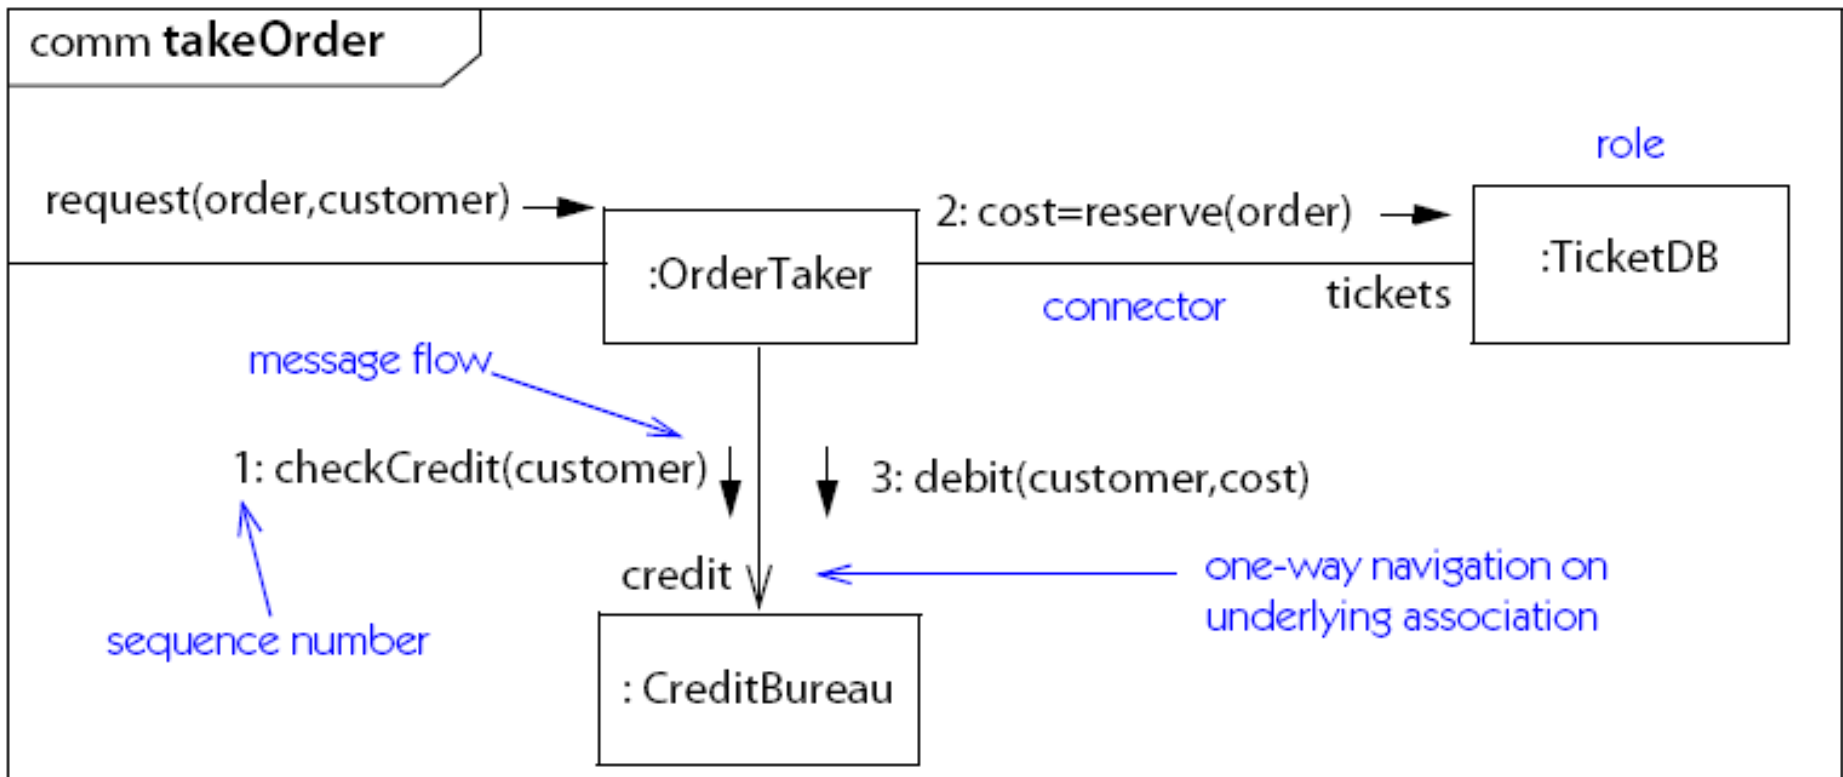 comm takeOrder
role
request(order,customer)
2: cost=reserve(order)
:OrderTaker
:TicketDB
connector
tickets
message flow
1: checkCredit(customer)
3: debit(customer,cost)
credit
one-way navigation on
underlying association
sequence number
: CreditBureau